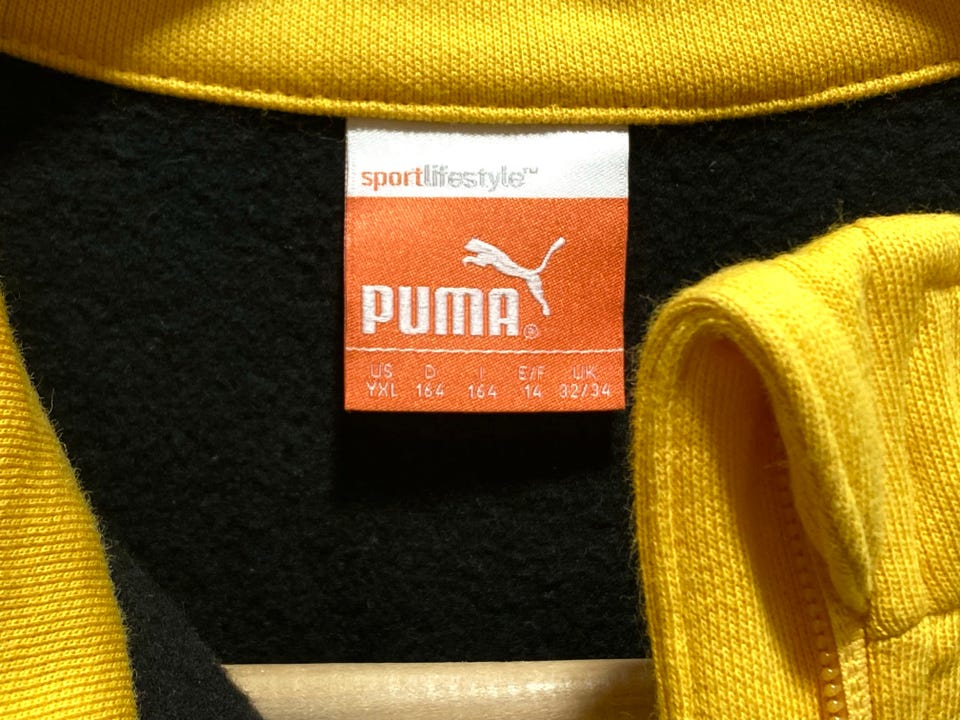 sportlifestyle™
PUMA®
US D I E/F UK
YXL 164 164 14 32/34